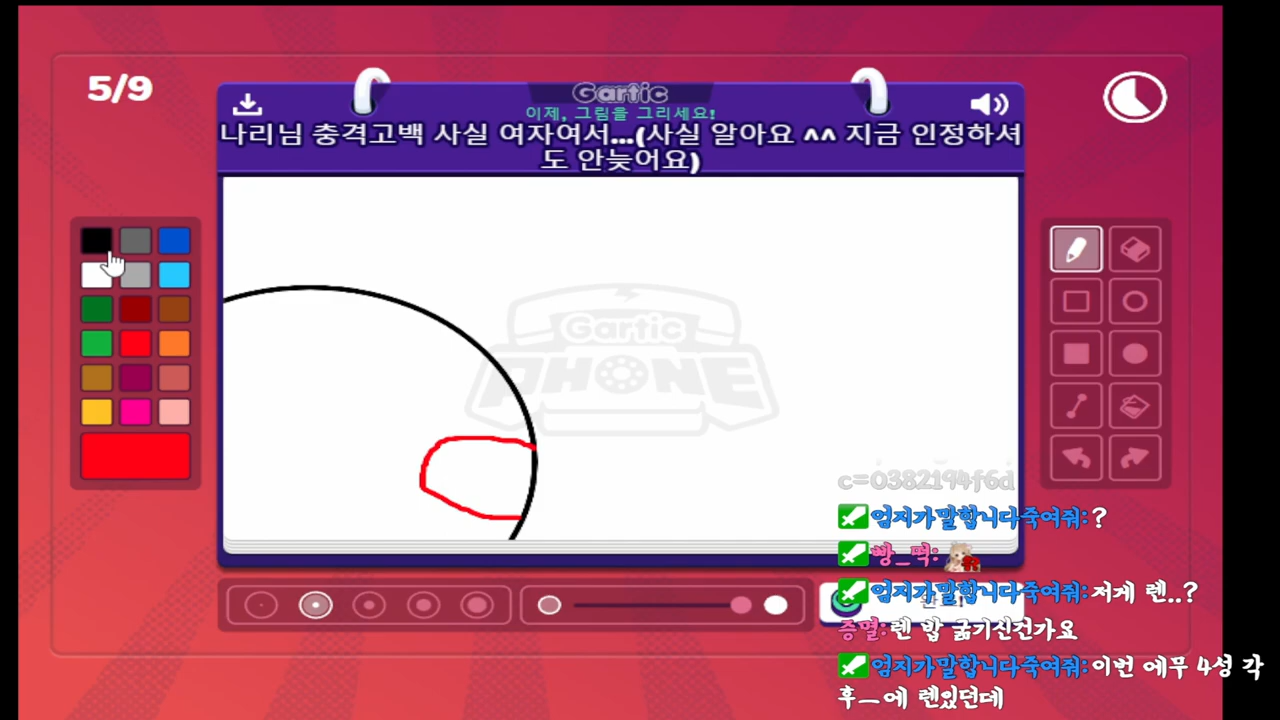 5/9
Gartic
이제, 그림을 그리세요!
나리님 충격고백 사실 여자여서...(사실 알아요 ^^ 지금 인정하셔
도 안늦어요)
Gartic
PHONE
c=0382194f6d
엄지가말합니다죽여줘: ?
빵_떡:
엄지가말합니다죽여줘: 저게 렌..?
증멸: 렌 밥 굶기신건가요
엄지가말합니다죽여줘: 이번 에무 4성 각
후ㅡ에 렌있던데